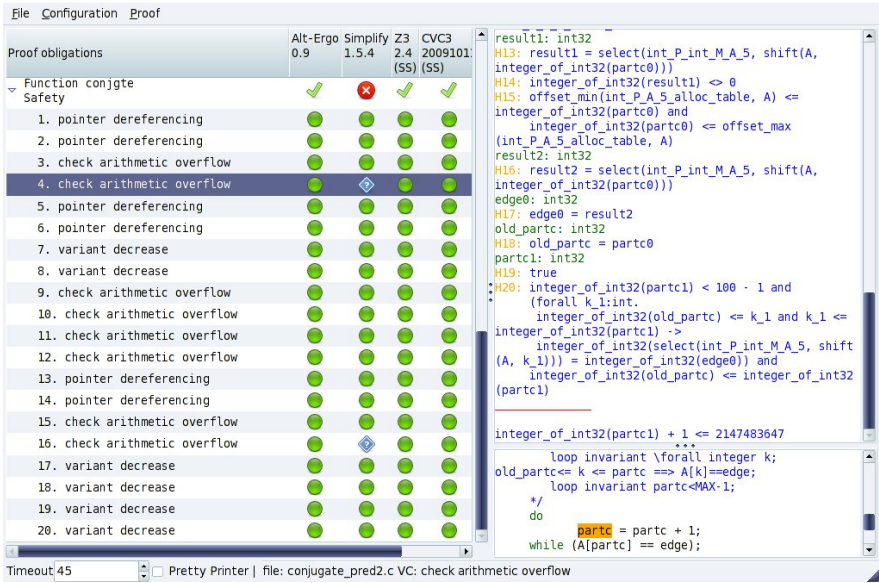 File Configuration Proof
Proof obligations
Alt-Ergo 0.9
Simplify 1.5.4
Z3 2.4 (SS)
CVC3 2009101 (SS)
Function conjgte
Safety
1. pointer dereferencing
2. pointer dereferencing
3. check arithmetic overflow
4. check arithmetic overflow
5. pointer dereferencing
6. pointer dereferencing
7. variant decrease
8. variant decrease
9. check arithmetic overflow
10. check arithmetic overflow
11. check arithmetic overflow
12. check arithmetic overflow
13. pointer dereferencing
14. pointer dereferencing
15. check arithmetic overflow
16. check arithmetic overflow
17. variant decrease
18. variant decrease
19. variant decrease
20. variant decrease
result1: int32
H13: result1 = select(int_P_int_M_A_5, shift(A,
integer_of_int32(partc0)))
H14: integer_of_int32(result1) <> 0
H15: offset_min(int_P_A_5_alloc_table, A) <=
integer_of_int32(partc0) and
integer_of_int32(partc0) <= offset_max
(int_P_A_5_alloc_table, A)
result2: int32
H16: result2 = select(int_P_int_M_A_5, shift(A,
integer_of_int32(partc0)))
edge0: int32
H17: edge0 = result2
old_partc: int32
H18: old_partc = partc0
partc1: int32
H19: true
H20: integer_of_int32(partc1) < 100 - 1 and
(forall k_1:int.
integer_of_int32(old_partc) <= k_1 and k_1 <=
integer_of_int32(partc1) ->
integer_of_int32(select(int_P_int_M_A_5, shift
(A, k_1))) = integer_of_int32(edge0)) and
integer_of_int32(old_partc) <= integer_of_int32
(partc1)
integer_of_int32(partc1) + 1 <= 2147483647
loop invariant \forall integer k;
old_partc<= k <= partc ==> A[k]==edge;
loop invariant partc<MAX-1;
*/
do
partc = partc + 1;
while (A[partc] == edge);
Timeout 45 Pretty Printer | file: conjugate_pred2.c VC: check arithmetic overflow